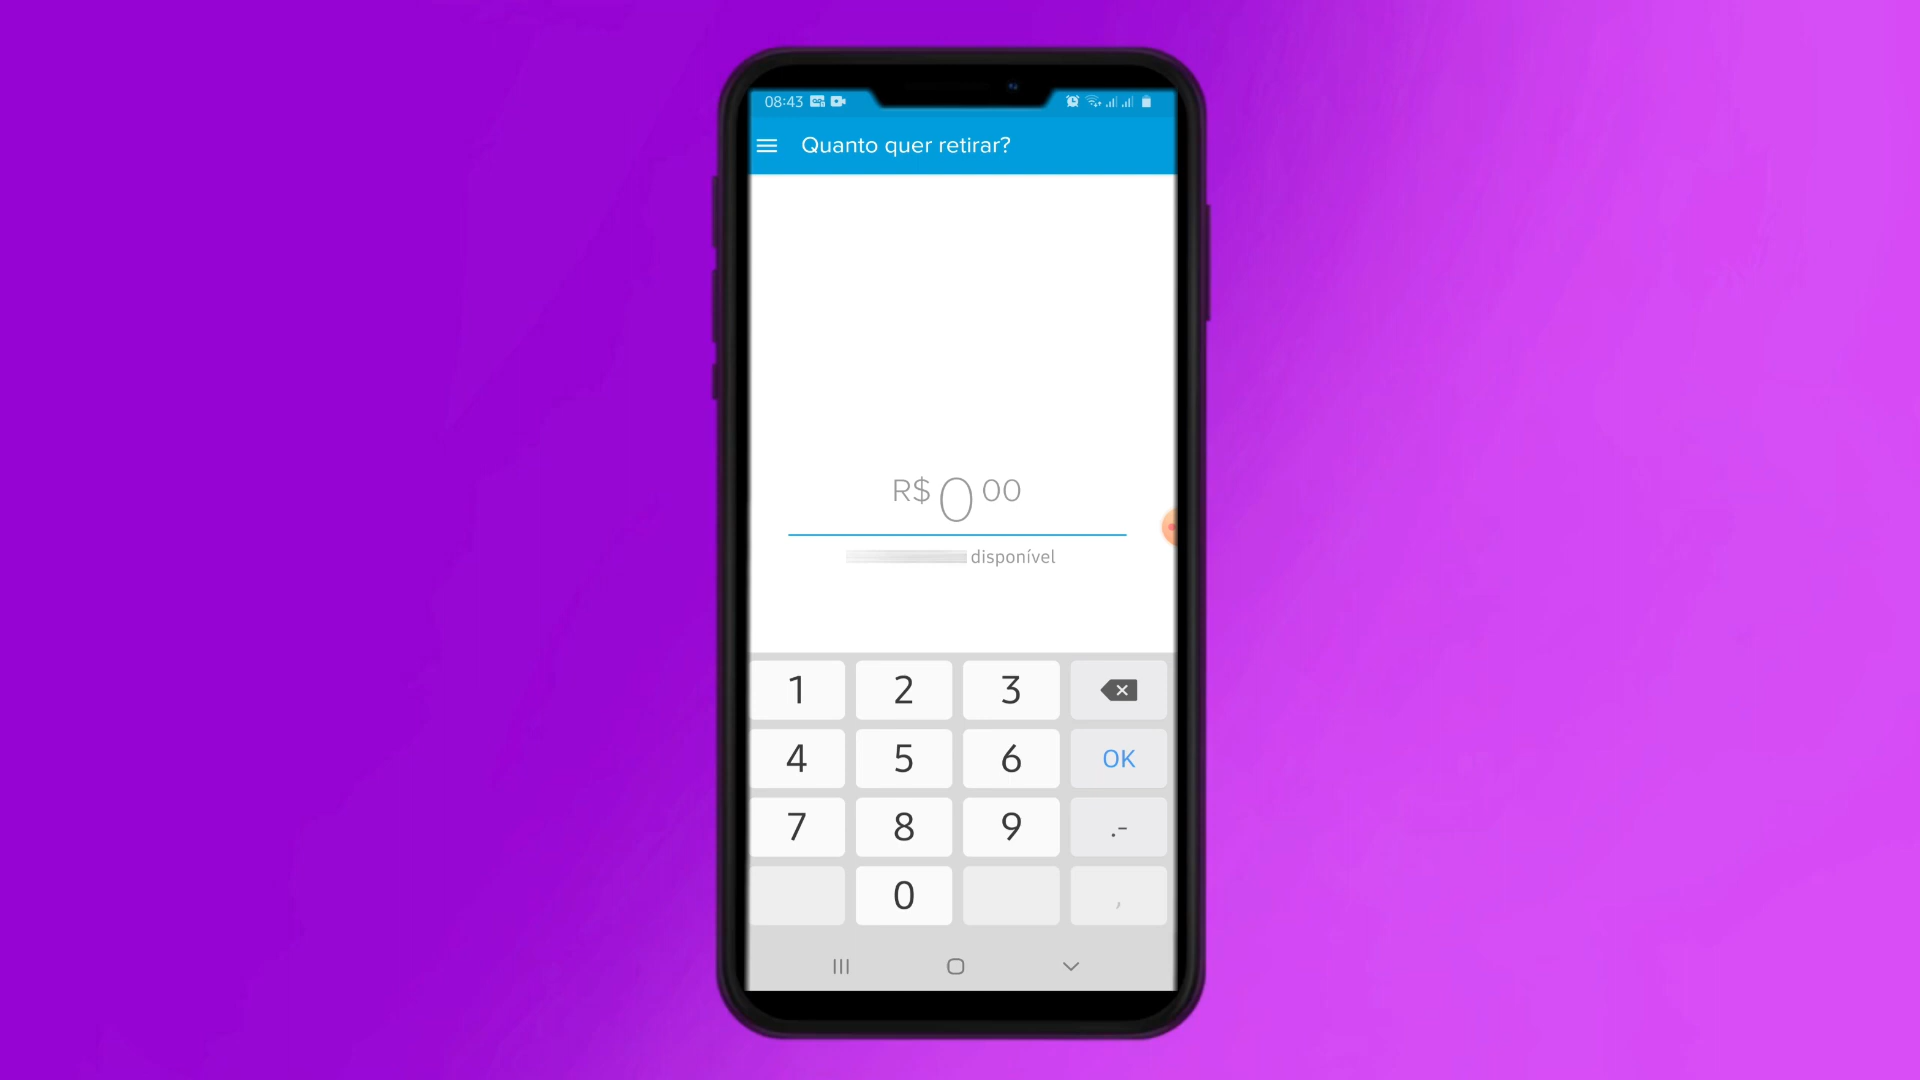 08:43
Quanto quer retirar?
R$ 0 00
disponível
1 2 3
4 5 6 OK
7 8 9 .-
0 ,